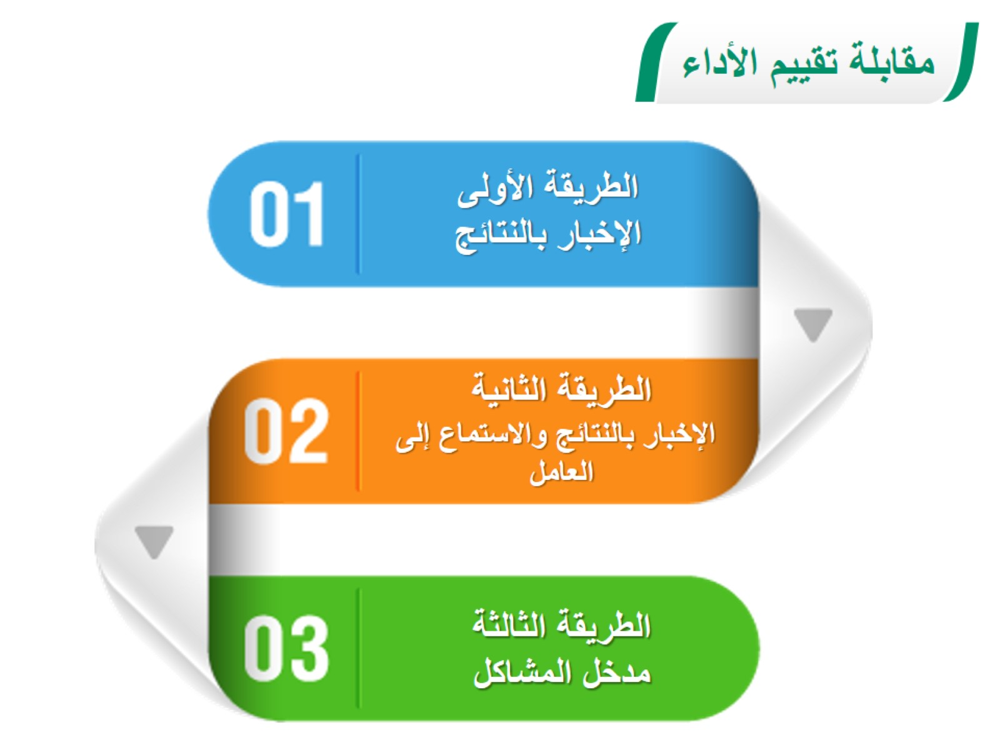 مقابلة تقييم الأداء
01
الطريقة الأولى
الإخبار بالنتائج
02
الطريقة الثانية
الإخبار بالنتائج والاستماع إلى
العامل
03
الطريقة الثالثة
مدخل المشاكل